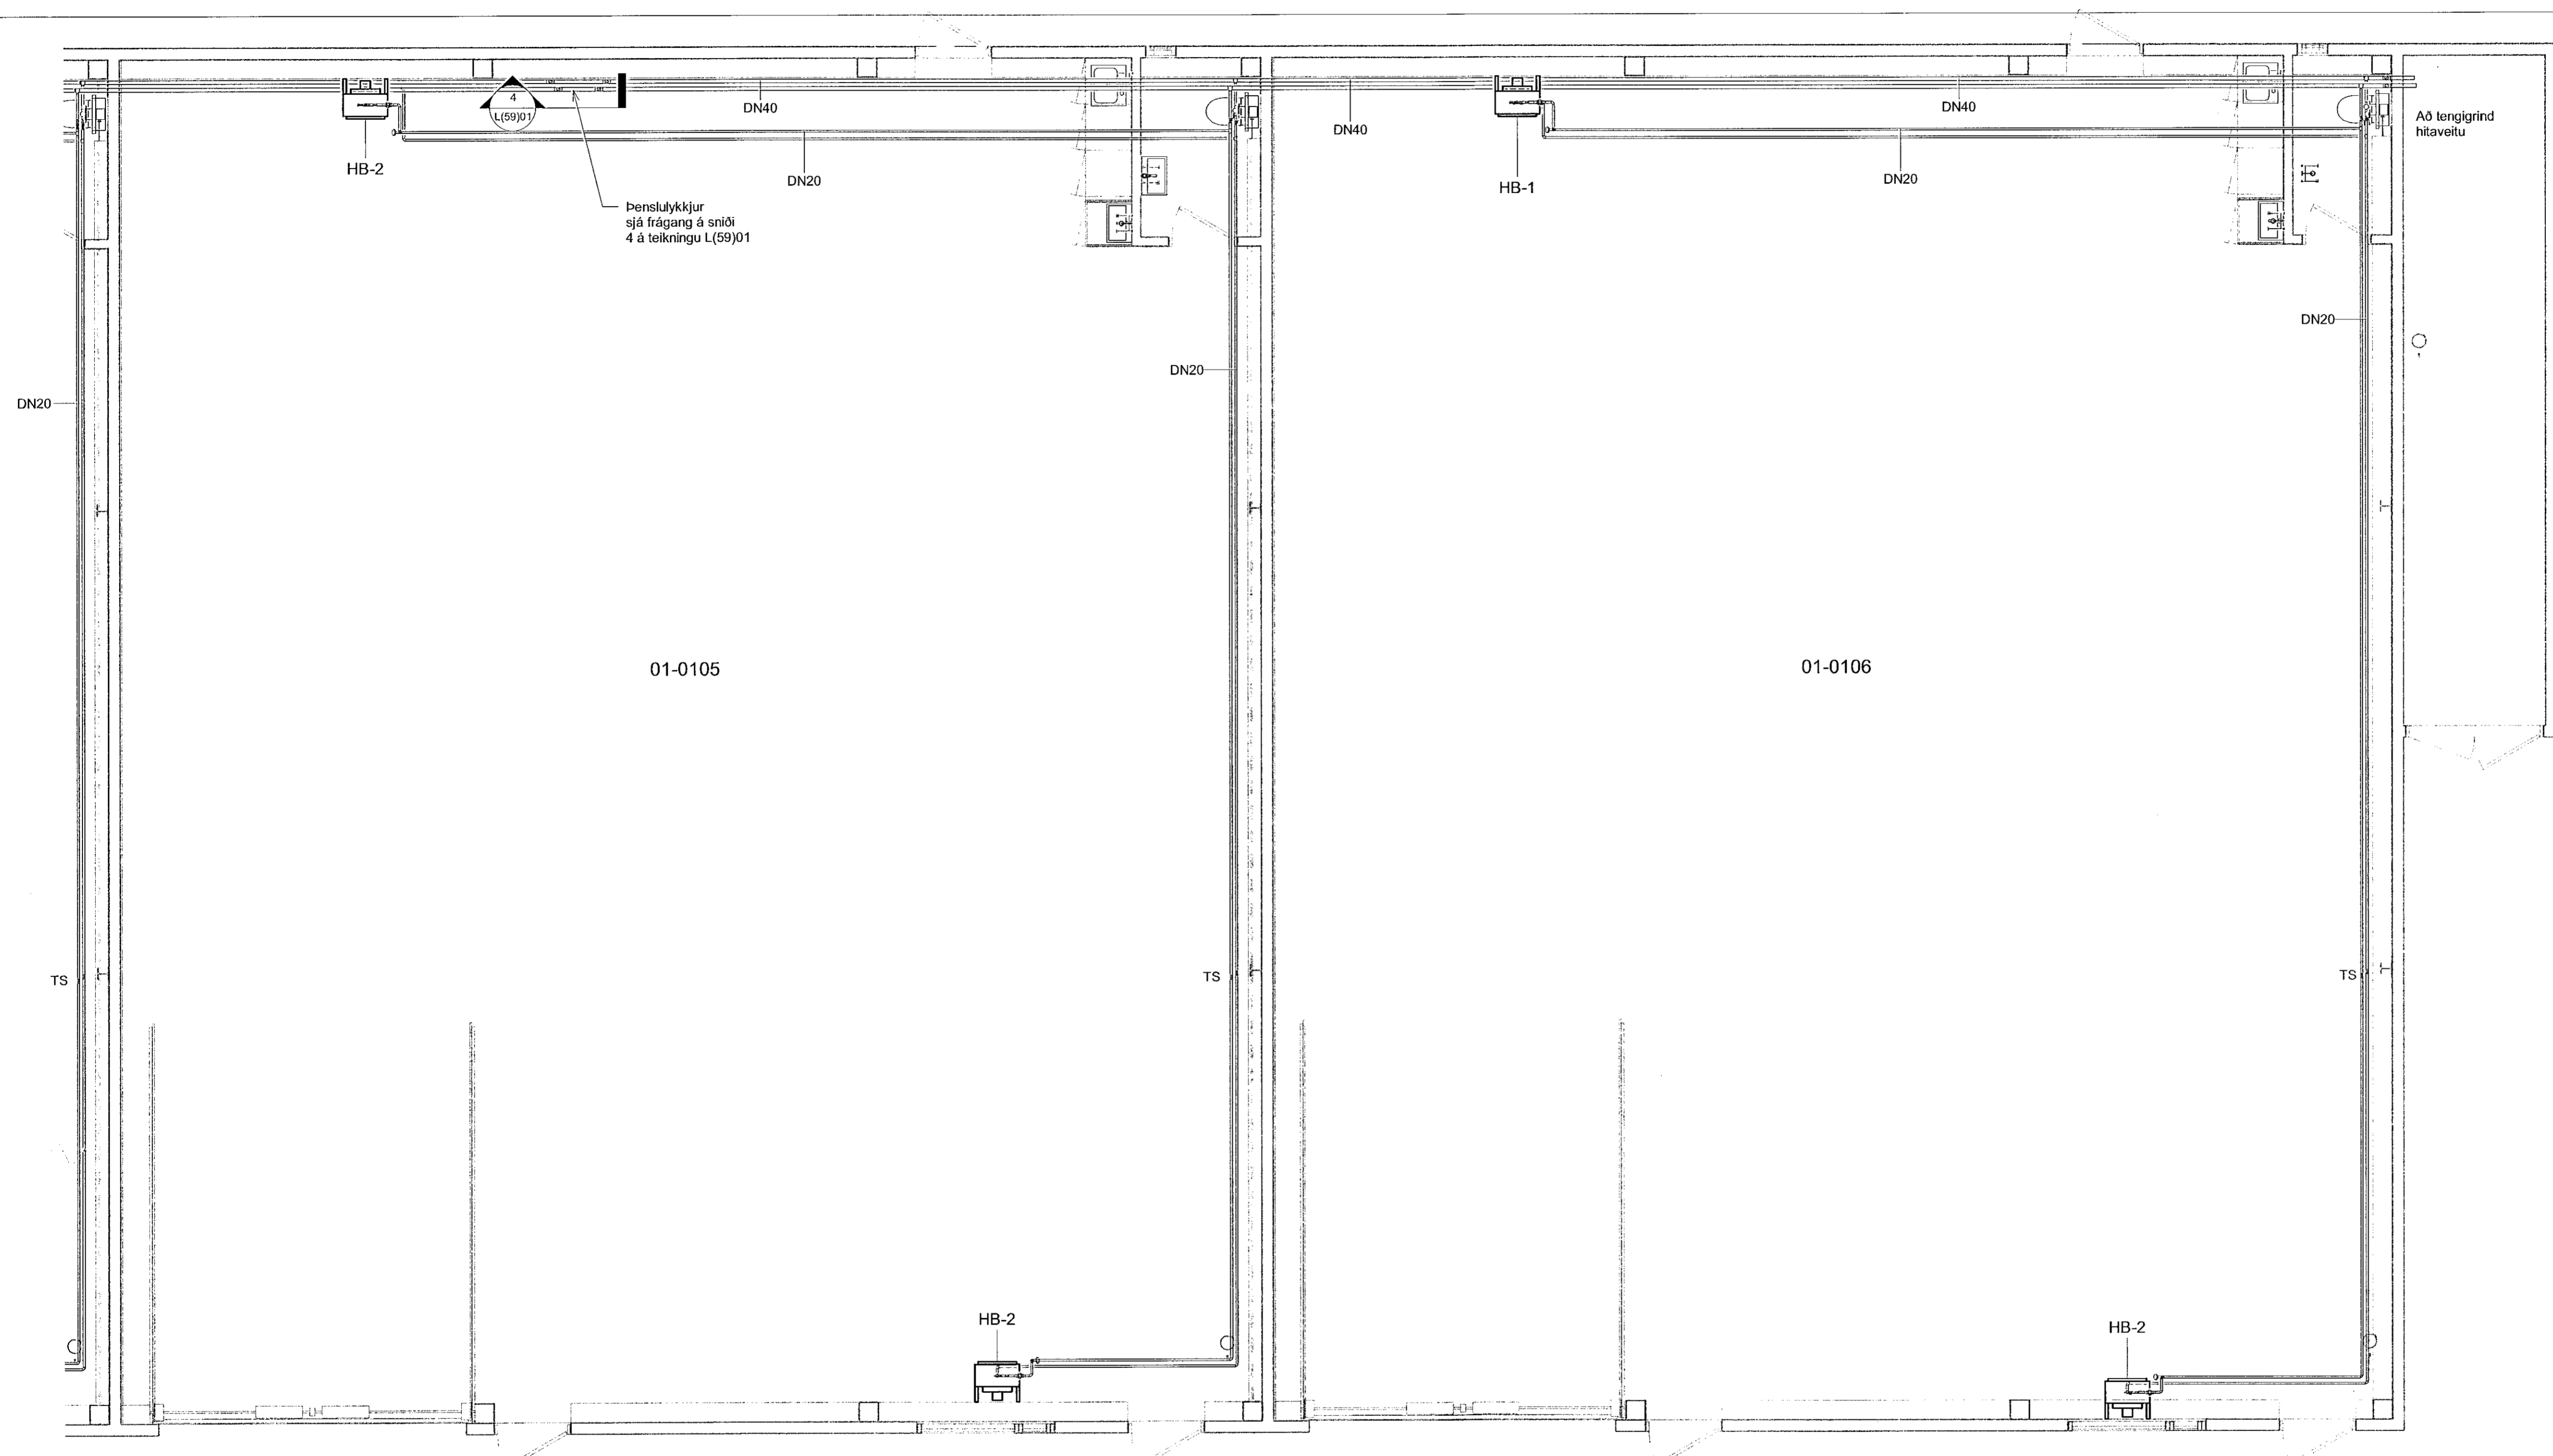 4
L(59)01
DN40
DN40
DN40
Að tengigrind
hitaveitu
HB-2
DN20
HB-1
DN20
Þenslulykkjur
sjá frágang á sniði
4 á teikningu L(59)01
DN20
DN20
DN20
01-0105
01-0106
TS
TS
TS
HB-2
HB-2